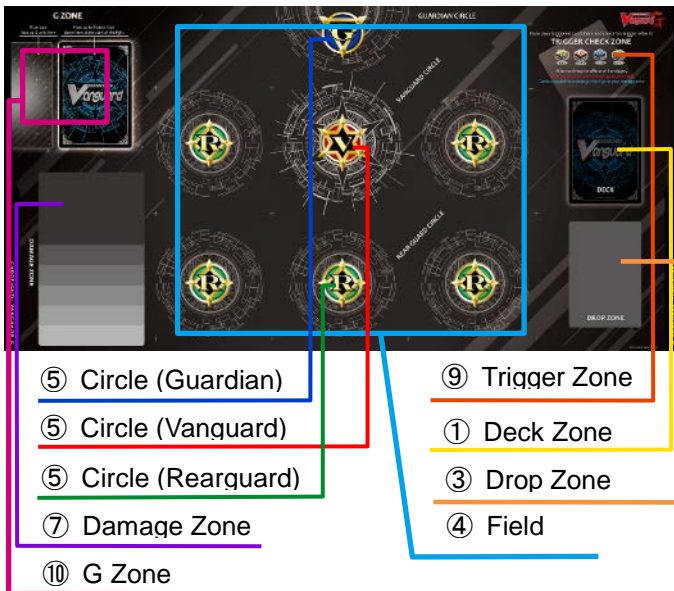 G ZONE
GUARDIAN CIRCLE
TRIGGER CHECK ZONE
G
VANGUARD CIRCLE
Vanguard
R
V
R
Vanguard
DECK
REAR GUARD CIRCLE
DAMAGE ZONE
R
R
R
DROP ZONE
⑤ Circle (Guardian)
⑨ Trigger Zone
⑤ Circle (Vanguard)
① Deck Zone
⑤ Circle (Rearguard)
③ Drop Zone
⑦ Damage Zone
④ Field
⑩ G Zone